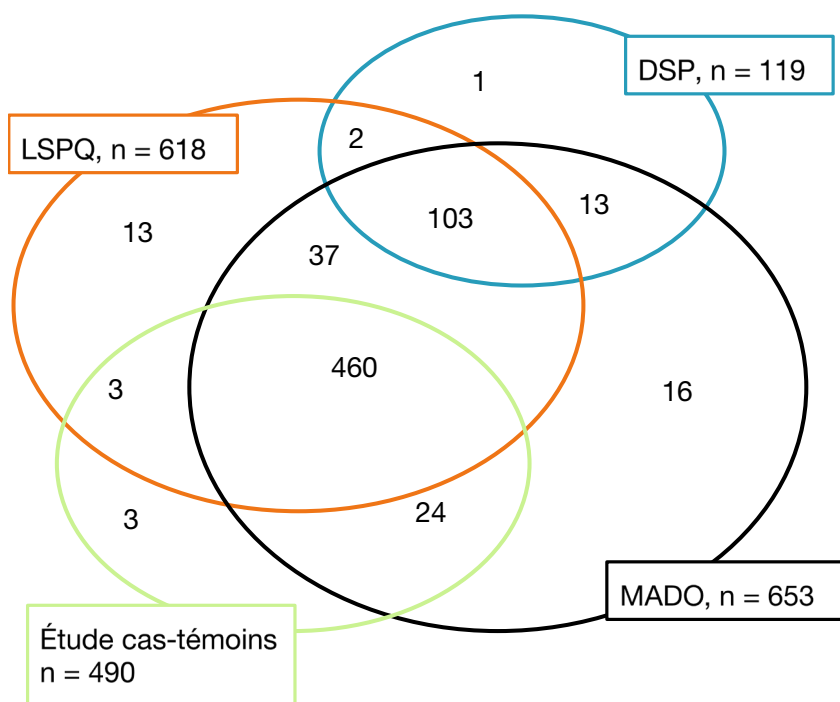 1
DSP, n = 119
2
LSPQ, n = 618
13
103
13
37
460
3
16
3
24
MADO, n = 653
Étude cas-témoins
n = 490